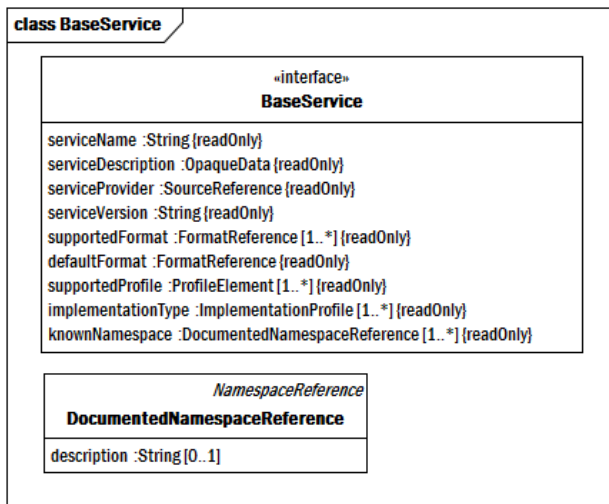 class BaseService
«interface»
BaseService
serviceName :String {readOnly}
serviceDescription :OpaqueData {readOnly}
serviceProvider :SourceReference {readOnly}
serviceVersion :String {readOnly}
supportedFormat :FormatReference [1..*] {readOnly}
defaultFormat :FormatReference {readOnly}
supportedProfile :ProfileElement [1..*] {readOnly}
implementationType :ImplementationProfile [1..*] {readOnly}
knownNamespace :DocumentedNamespaceReference [1..*] {readOnly}
NamespaceReference
DocumentedNamespaceReference
description :String [0..1]